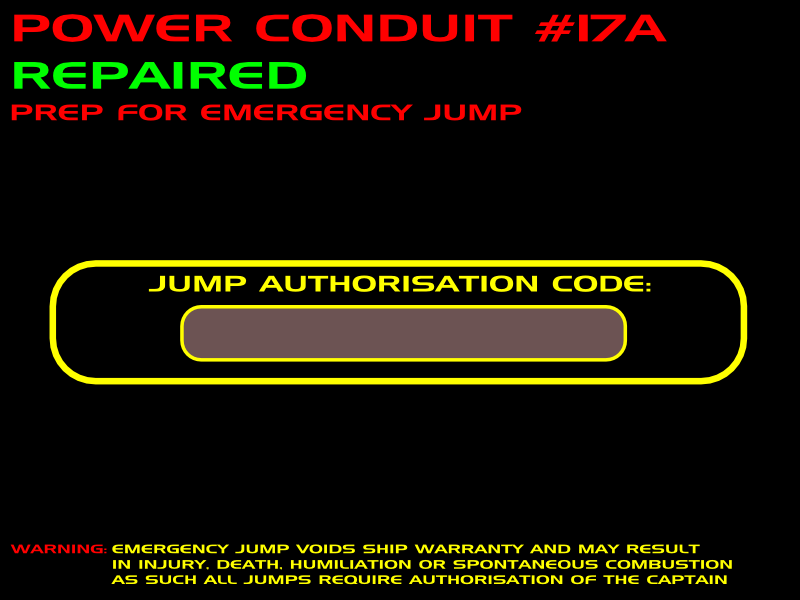 POWER CONDUIT #17A
REPAIRED
PREP FOR EMERGENCY JUMP
JUMP AUTHORISATION CODE:
WARNING: EMERGENCY JUMP VOIDS SHIP WARRANTY AND MAY RESULT
IN INJURY, DEATH, HUMILIATION OR SPONTANEOUS COMBUSTION
AS SUCH ALL JUMPS REQUIRE AUTHORISATION OF THE CAPTAIN